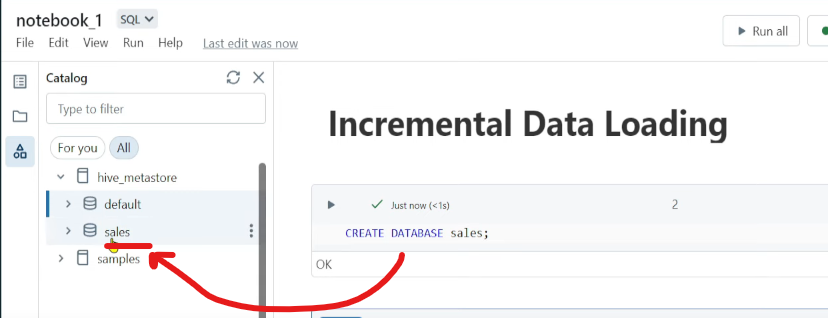 notebook_1 SQL
File Edit View Run Help Last edit was now
Run all
Catalog
Type to filter
For you All
hive_metastore
default
sales
samples
Incremental Data Loading
Just now (<1s)
2
CREATE DATABASE sales;
OK